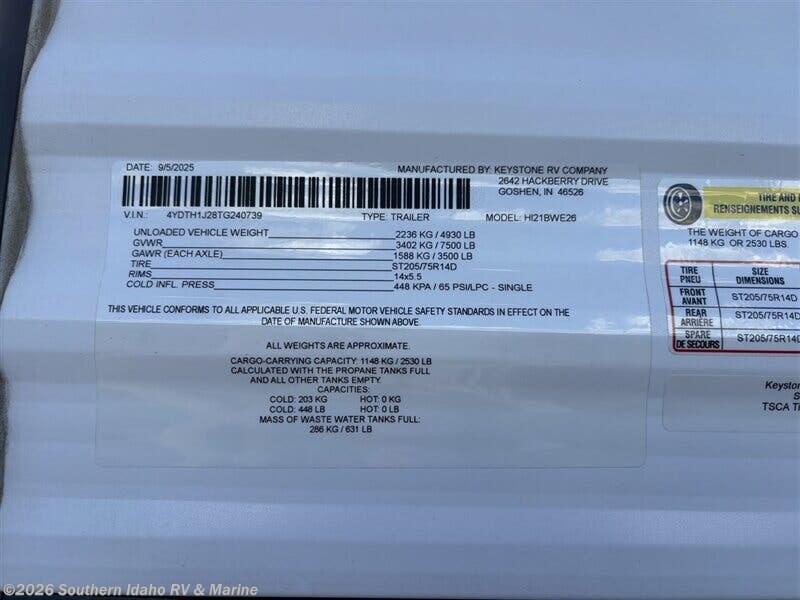 DATE: 9/5/2025
MANUFACTURED BY: KEYSTONE RV COMPANY
2642 HACKBERRY DRIVE
GOSHEN, IN 46526
V.I.N.: 4YDTH1J28TG240739 TYPE: TRAILER MODEL: HI21BWE26
UNLOADED VEHICLE WEIGHT 2236 KG / 4930 LB
GVWR 3402 KG / 7500 LB
GAWR (EACH AXLE) 1588 KG / 3500 LB
TIRE ST205/75R14D
RIMS 14x5.5
COLD INFL. PRESS 448 KPA / 65 PSI/LPC - SINGLE
THIS VEHICLE CONFORMS TO ALL APPLICABLE U.S. FEDERAL MOTOR VEHICLE SAFETY STANDARDS IN EFFECT ON THE
DATE OF MANUFACTURE SHOWN ABOVE.
ALL WEIGHTS ARE APPROXIMATE.
CARGO-CARRYING CAPACITY: 1148 KG / 2530 LB
CALCULATED WITH THE PROPANE TANKS FULL
AND ALL OTHER TANKS EMPTY.
CAPACITIES:
COLD: 203 KG HOT: 0 KG
COLD: 448 LB HOT: 0 LB
MASS OF WASTE WATER TANKS FULL:
286 KG / 631 LB
TIRE AND
RENSEIGNEMENTS
THE WEIGHT OF CARGO
1148 KG OR 2530 LBS
TIRE SIZE
PNEU DIMENSIONS
FRONT
AVANT ST205/75R14D
REAR
ARRIÈRE ST205/75R14D
SPARE
DE SECOURS ST205/75R14D
Keystone
TSCA
©2026 Southern Idaho RV & Marine